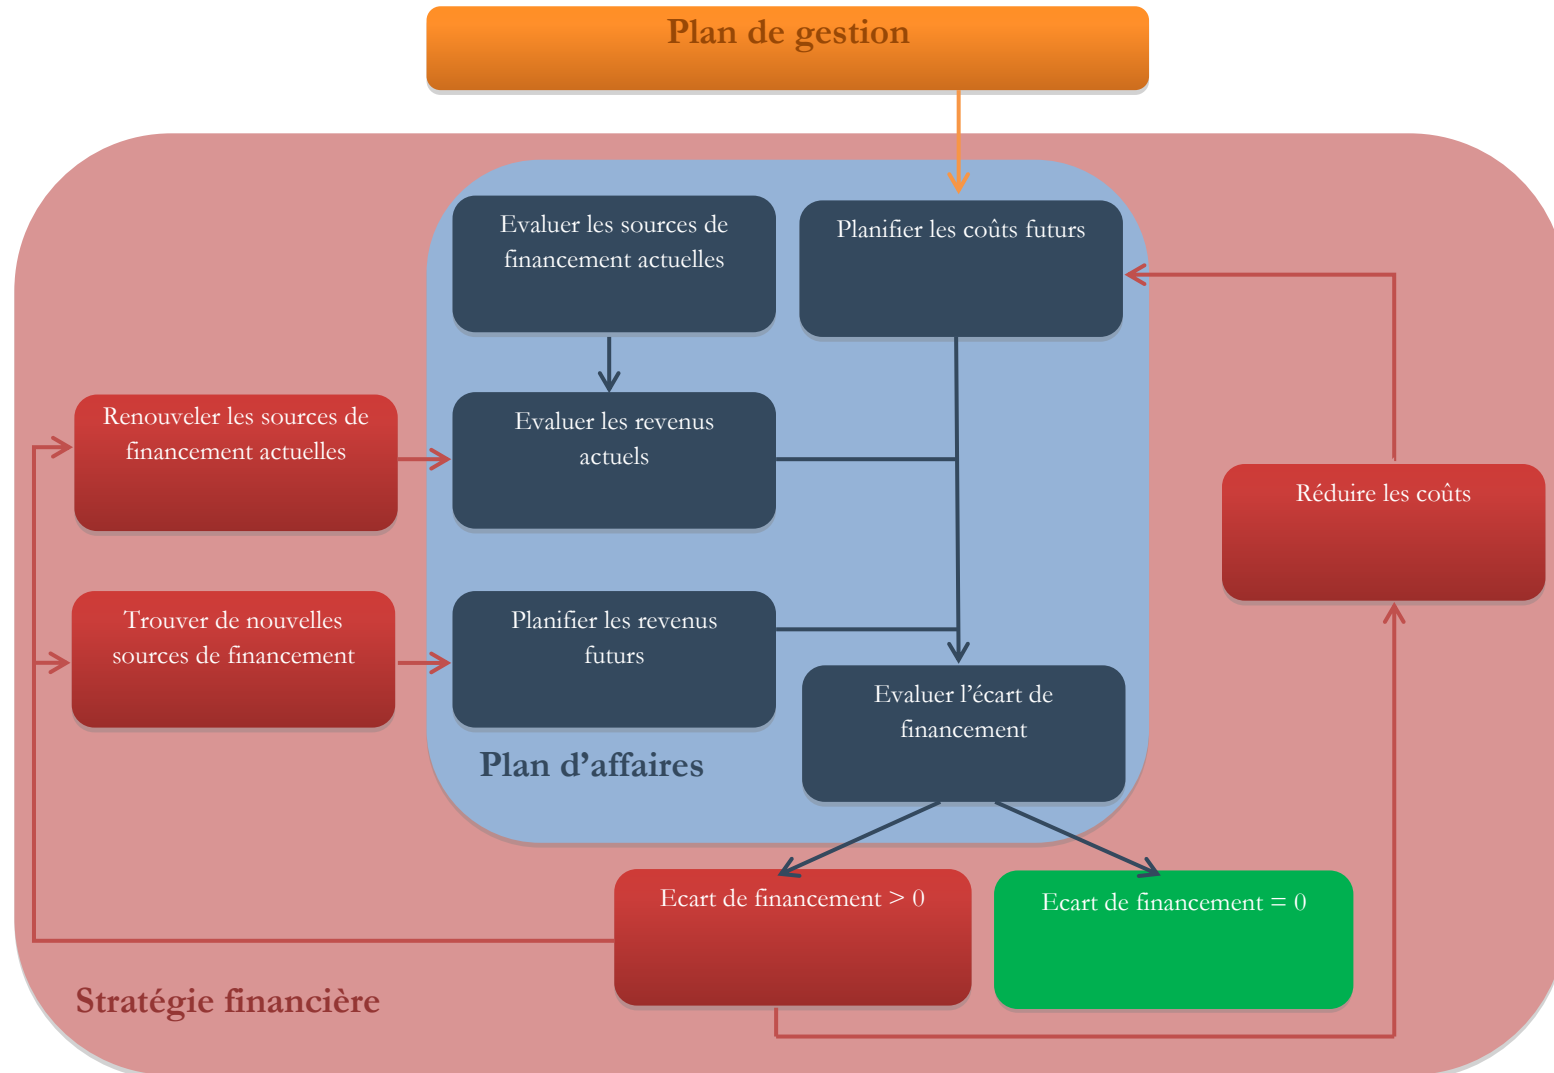 Plan de gestion
Evaluer les sources de
financement actuelles
Planifier les coûts futurs
Renouveler les sources de
financement actuelles
Evaluer les revenus
actuels
Réduire les coûts
Trouver de nouvelles
sources de financement
Planifier les revenus
futurs
Evaluer l’écart de
financement
Plan d’affaires
Ecart de financement > 0
Ecart de financement = 0
Stratégie financière